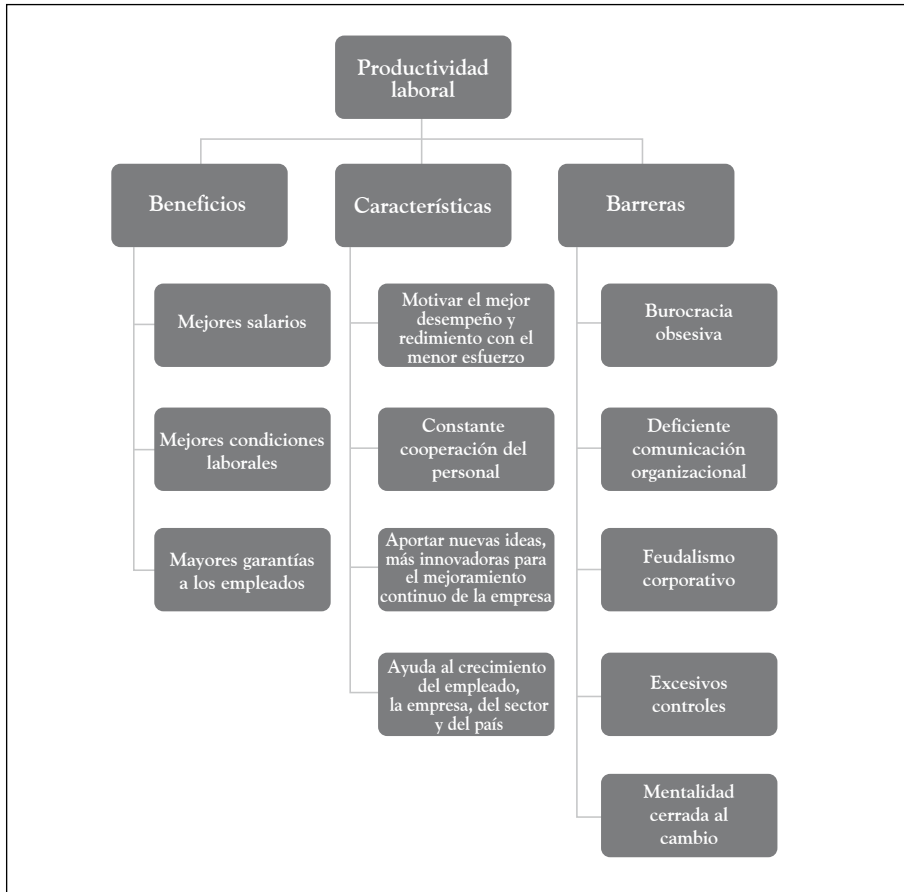 Productividad
laboral
Beneficios
Mejores salarios
Mejores condiciones
laborales
Mayores garantías
a los empleados
Características
Motivar el mejor
desempeño y
redimiento con el
menor esfuerzo
Constante
cooperación del
personal
Aportar nuevas ideas,
más innovadoras para
el mejoramiento
continuo de la empresa
Ayuda al crecimiento
del empleado,
la empresa, del sector
y del país
Barreras
Burocracia
obsesiva
Deficiente
comunicación
organizacional
Feudalismo
corporativo
Excesivos
controles
Mentalidad
cerrada al
cambio